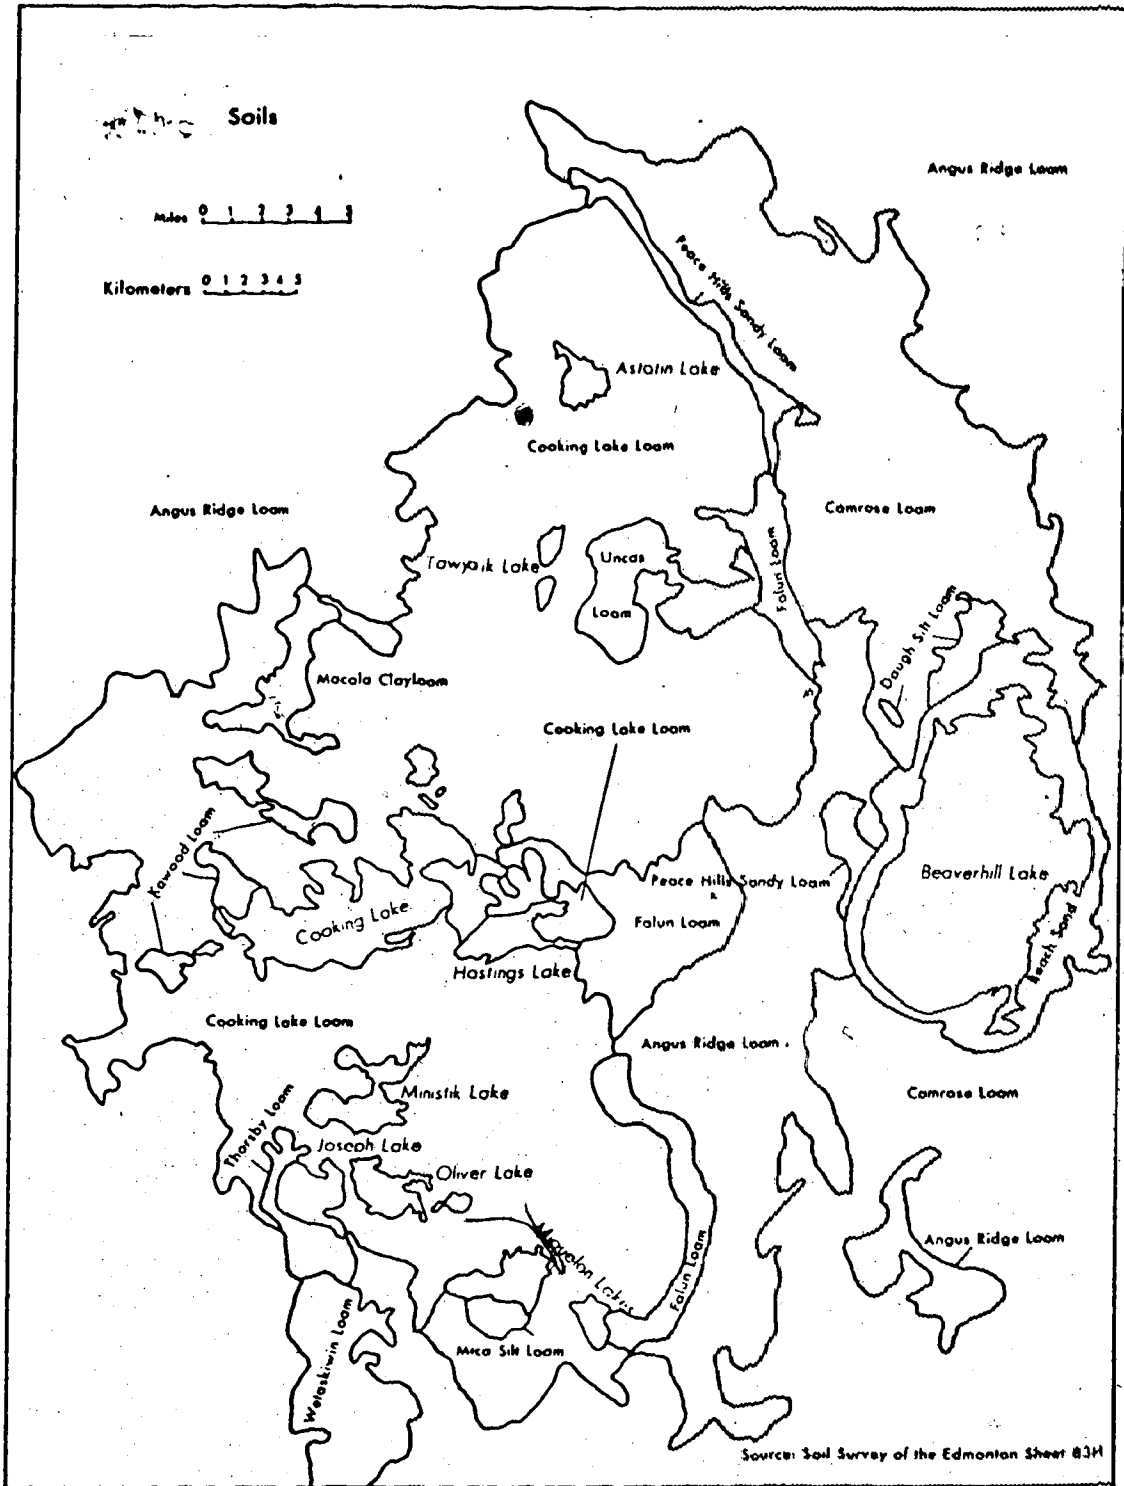 Soils
Angus Ridge Loam
Miles 0 1 2 3 4 5
Kilometers 0 1 2 3 4 5
Peace Hills Sandy Loam
Astotin Lake
Cooking Lake Loam
Angus Ridge Loam
Camrose Loam
Tawyaik Lake
Uncas
Loam
Falun Loam
Daugh Silt Loam
Macola Clayloam
Cooking Lake Loam
Kawood Loam
Beaverhill Lake
Peace Hills Sandy Loam
Cooking Lake
Falun Loam
Beach Sand
Hastings Lake
Cooking Lake Loam
Angus Ridge Loam
Ministik Lake
Camrose Loam
Thorsby Loam
Joseph Lake
Oliver Lake
Angus Ridge Loam
Lakes
Falun Loam
Wetaskiwin Loam
Mica Silt Loam
Source: Soil Survey of the Edmonton Sheet 83H